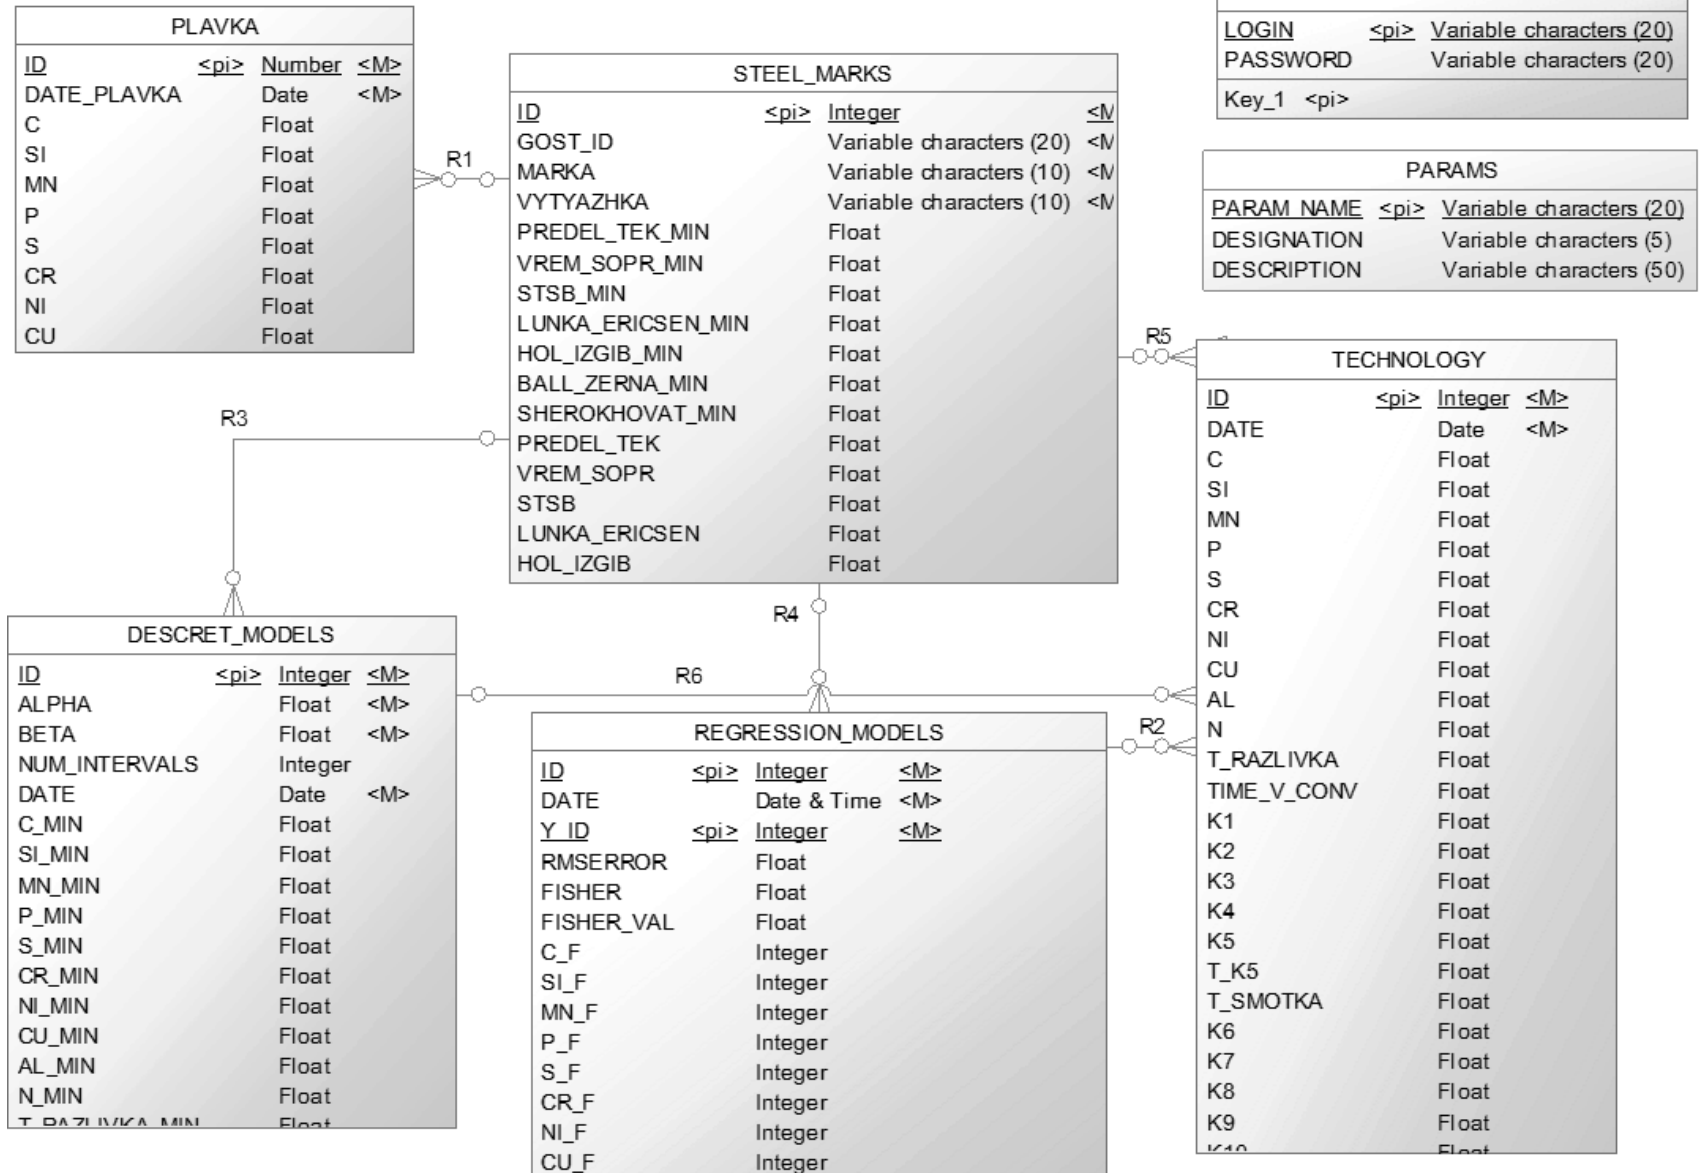 PLAVKA
ID <pi> Number <M>
DATE_PLAVKA Date <M>
C Float
SI Float
MN Float
P Float
S Float
CR Float
NI Float
CU Float
R1
STEEL_MARKS
ID <pi> Integer <M
GOST_ID Variable characters (20) <M
MARKA Variable characters (10) <M
VYTYAZHKA Variable characters (10) <M
PREDEL_TEK_MIN Float
VREM_SOPR_MIN Float
STSB_MIN Float
LUNKA_ERICSEN_MIN Float
HOL_IZGIB_MIN Float
BALL_ZERNA_MIN Float
SHEROKHOVAT_MIN Float
PREDEL_TEK Float
VREM_SOPR Float
STSB Float
LUNKA_ERICSEN Float
HOL_IZGIB Float
LOGIN <pi> Variable characters (20)
PASSWORD Variable characters (20)
Key_1 <pi>
PARAMS
PARAM_NAME <pi> Variable characters (20)
DESIGNATION Variable characters (5)
DESCRIPTION Variable characters (50)
R5
R3
R4
R6
R2
DESCRET_MODELS
ID <pi> Integer <M>
ALPHA Float <M>
BETA Float <M>
NUM_INTERVALS Integer
DATE Date <M>
C_MIN Float
SI_MIN Float
MN_MIN Float
P_MIN Float
S_MIN Float
CR_MIN Float
NI_MIN Float
CU_MIN Float
AL_MIN Float
N_MIN Float
T_RAZLIVKA_MIN Float
REGRESSION_MODELS
ID <pi> Integer <M>
DATE Date & Time <M>
Y_ID <pi> Integer <M>
RMSERROR Float
FISHER Float
FISHER_VAL Float
C_F Integer
SI_F Integer
MN_F Integer
P_F Integer
S_F Integer
CR_F Integer
NI_F Integer
CU_F Integer
TECHNOLOGY
ID <pi> Integer <M>
DATE Date <M>
C Float
SI Float
MN Float
P Float
S Float
CR Float
NI Float
CU Float
AL Float
N Float
T_RAZLIVKA Float
TIME_V_CONV Float
K1 Float
K2 Float
K3 Float
K4 Float
K5 Float
T_K5 Float
T_SMOTKA Float
K6 Float
K7 Float
K8 Float
K9 Float
K10 Float